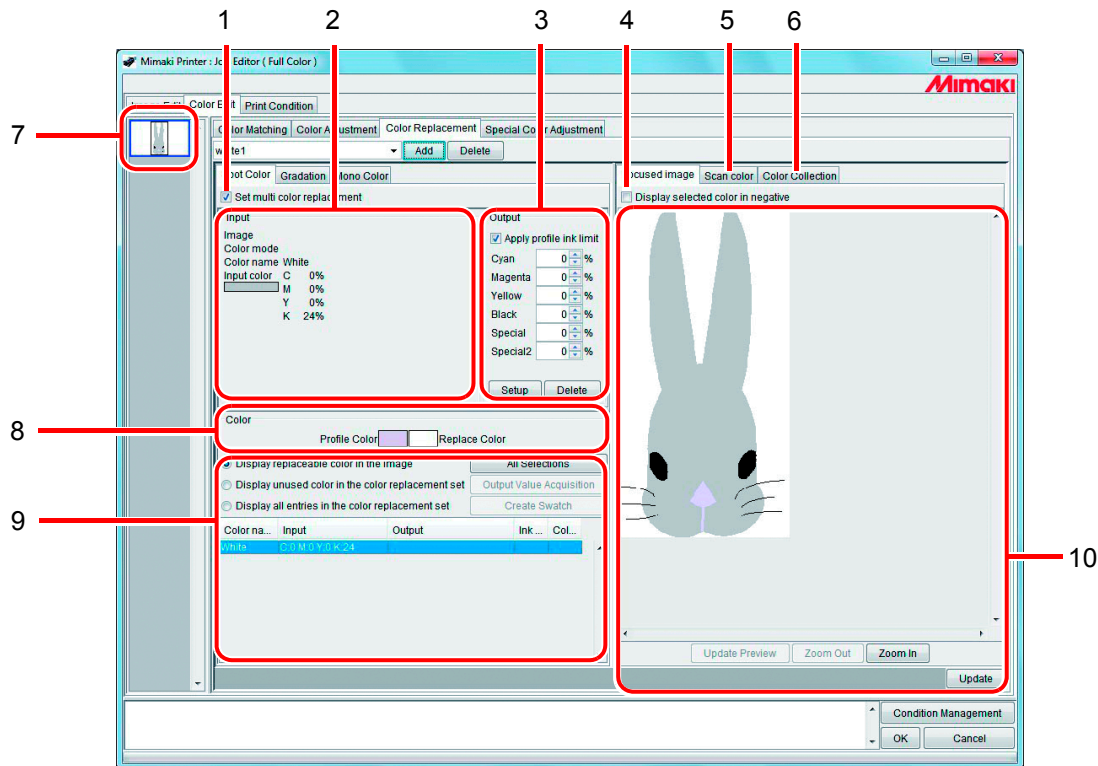 1 2 3 4 5 6
Mimaki Printer : Job Editor ( Full Color )
Mimaki
Image Edit Color Edit Print Condition
7
Color Matching Color Adjustment Color Replacement Special Color Adjustment
white1 Add Delete
Spot Color Gradation Mono Color
Focused image Scan color Color Collection
Set multi color replacement
Display selected color in negative
Input
Image
Color mode
Color name White
Input color C 0%
M 0%
Y 0%
K 24%
Output
Apply profile ink limit
Cyan 0 %
Magenta 0 %
Yellow 0 %
Black 0 %
Special 0 %
Special2 0 %
Setup Delete
8
Color
Profile Color Replace Color
9
Display replaceable color in the image All Selections
Display unused color in the color replacement set Output Value Acquisition
Display all entries in the color replacement set Create Swatch
Color na... Input Output Ink ... Col...
White C:0 M:0 Y:0 K:24
10
Update Preview Zoom Out Zoom In
Update
Condition Management
OK Cancel